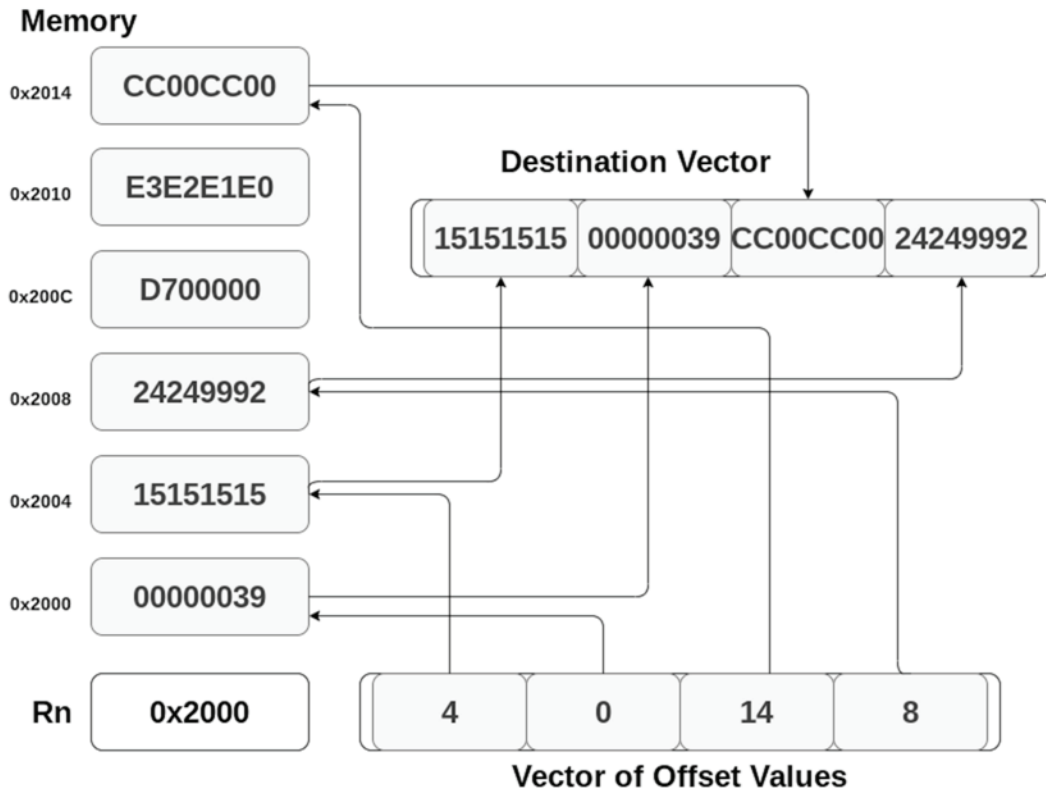 Memory
0x2014 CC00CC00
Destination Vector
0x2010 E3E2E1E0
15151515 00000039 CC00CC00 24249992
0x200C D700000
0x2008 24249992
0x2004 15151515
0x2000 00000039
Rn 0x2000 4 0 14 8
Vector of Offset Values